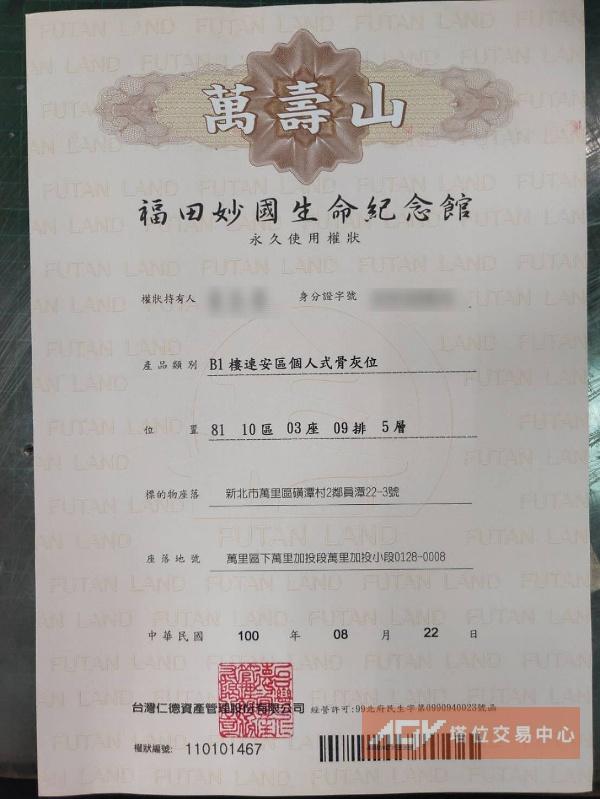 萬壽山
福田妙國生命紀念館
永久使用權狀
權狀持有人 身分證字號
產品類別 B1樓達安區個人式骨灰位
位置 81 10區 03座 09排 5層
標的物座落 新北市萬里區磺潭村2鄰員潭22-3號
座落地號 萬里區下萬里加投段萬里加投小段0128-0008
中華民國 100 年 08 月 22 日
台灣仁德資產管理股份有限公司 經營許可:99北府民生字第0990940023號函
權狀編號: 110101467
AGY 塔位交易中心
FUTAN LAND